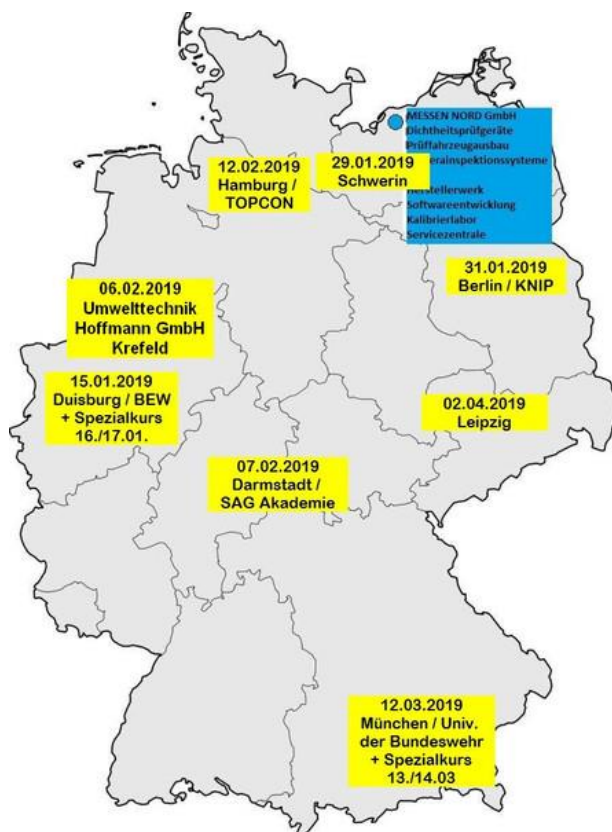 MESSEN NORD GmbH
Dichtheitsprüfgeräte
Prüffahrzeugausbau
erainspektionssysteme
Herstellerwerk
Softwareentwicklung
Kalibrierlabor
Servicezentrale
12.02.2019
Hamburg /
TOPCON
29.01.2019
Schwerin
31.01.2019
Berlin / KNIP
06.02.2019
Umwelttechnik
Hoffmann GmbH
Krefeld
15.01.2019
Duisburg / BEW
+ Spezialkurs
16./17.01.
02.04.2019
Leipzig
07.02.2019
Darmstadt /
SAG Akademie
12.03.2019
München / Univ.
der Bundeswehr
+ Spezialkurs
13./14.03